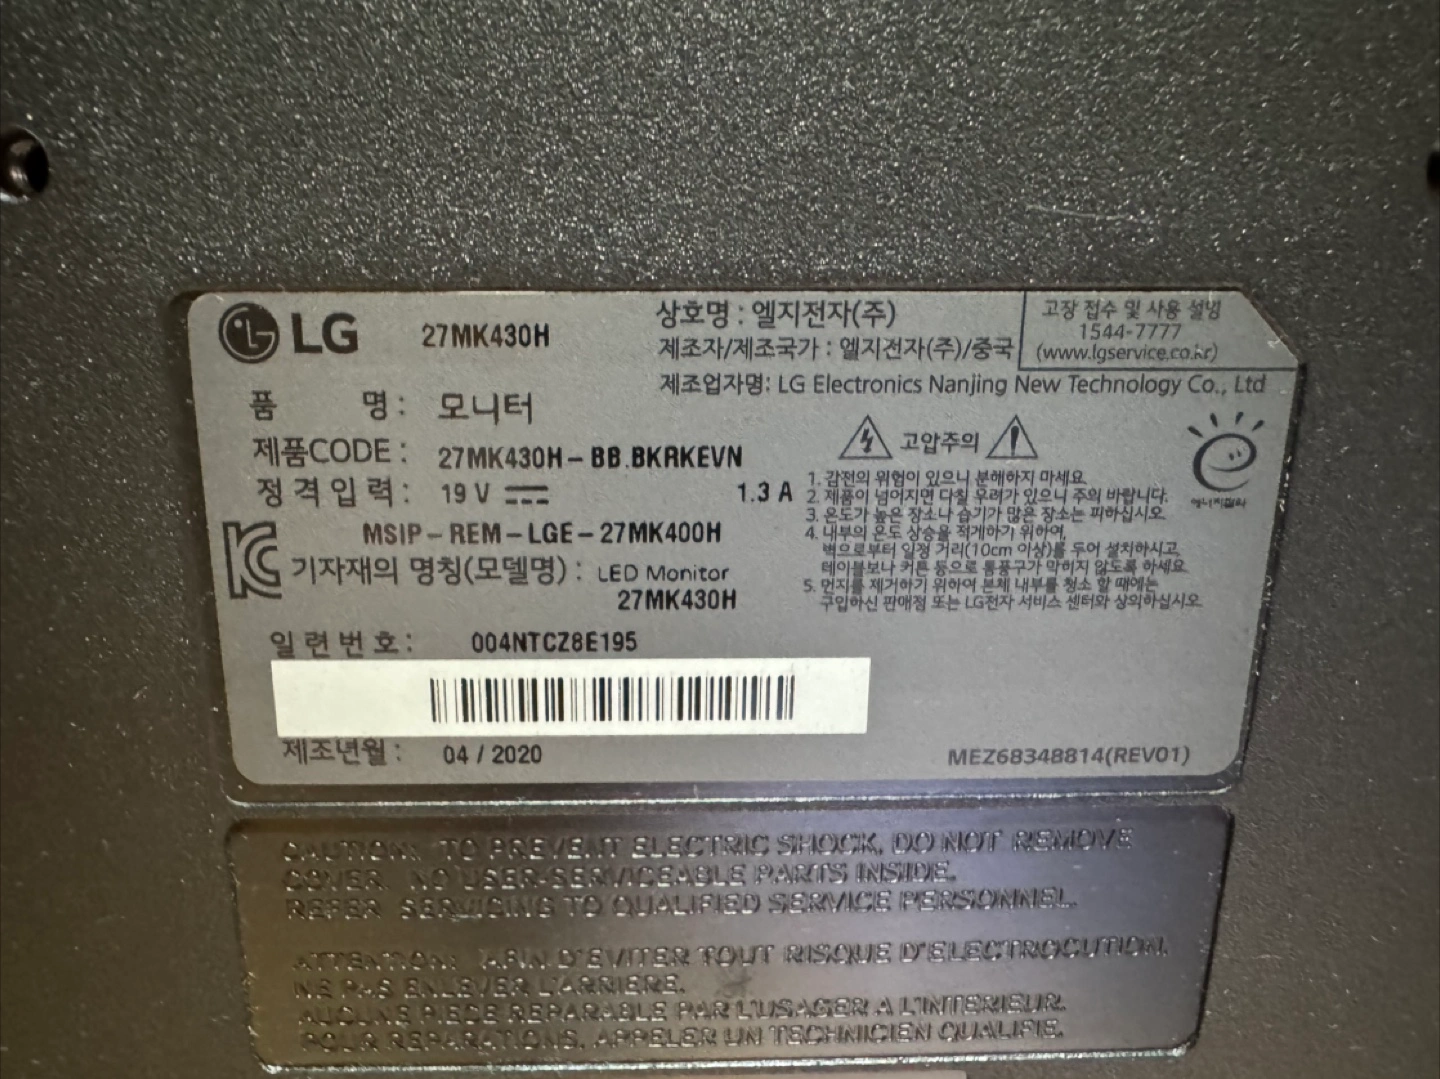 LG 27MK430H
상호명 : 엘지전자(주)
제조자/제조국가 : 엘지전자(주)/중국
제조업자명: LG Electronics Nanjing New Technology Co., Ltd
고장 접수 및 사용 설명
1544-7777
(www.lgservice.co.kr)
품 명 : 모니터
제품CODE : 27MK430H-BB.BKRKEVN
정격입력 : 19 V 1.3 A
MSIP-REM-LGE-27MK400H
기자재의 명칭(모델명) : LED Monitor
27MK430H
일련번호 : 004NTCZ8E195
제조년월 : 04 / 2020
고압주의
1. 감전의 위험이 있으니 분해하지 마세요.
2. 제품이 넘어지면 다칠 우려가 있으니 주의 바랍니다.
3. 온도가 높은 장소나 습기가 많은 장소는 피하십시오.
4. 내부의 온도 상승을 적게하기 위하여,
벽으로부터 일정 거리(10cm 이상)를 두어 설치하시고,
테이블보나 커튼 등으로 통풍구가 막히지 않도록 하세요.
5. 먼지를 제거하기 위하여 본체 내부를 청소 할 때에는
구입하신 판매점 또는 LG전자 서비스 센터와 상의하십시오.
에너지절약
MEZ68348814(REV01)
CAUTION: TO PREVENT ELECTRIC SHOCK, DO NOT REMOVE
COVER. NO USER-SERVICEABLE PARTS INSIDE.
REFER SERVICING TO QUALIFIED SERVICE PERSONNEL.
ATTENTION: AFIN D'EVITER TOUT RISQUE D'ELECTROCUTION,
NE PAS ENLEVER L'ARRIERE.
AUCUNE PIECE REPARABLE PAR L'USAGER A L'INTERIEUR.
POUR REPARATIONS, APPELER UN TECHNICIEN QUALIFIE.